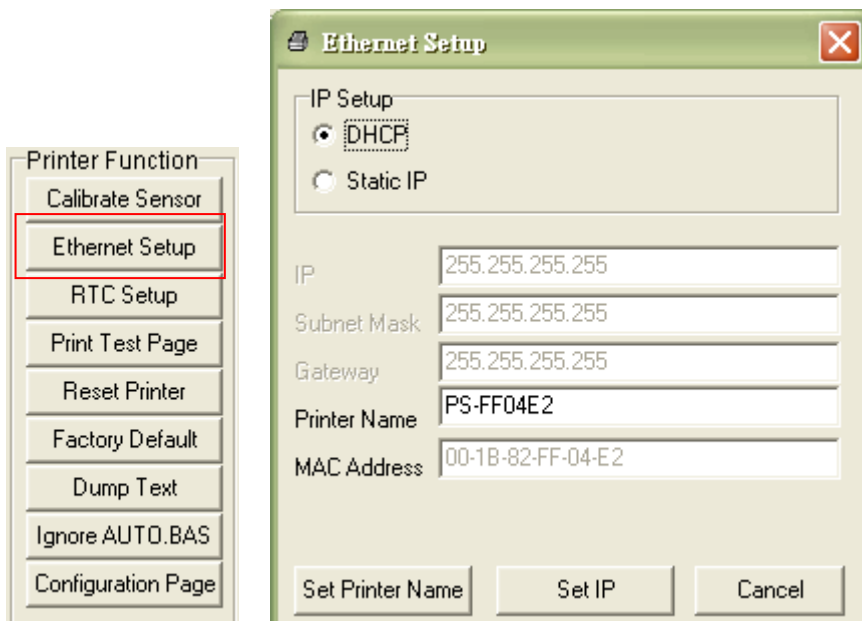 Printer Function
Calibrate Sensor
Ethernet Setup
RTC Setup
Print Test Page
Reset Printer
Factory Default
Dump Text
Ignore AUTO.BAS
Configuration Page
Ethernet Setup
IP Setup
DHCP
Static IP
IP 255.255.255.255
Subnet Mask 255.255.255.255
Gateway 255.255.255.255
Printer Name PS-FF04E2
MAC Address 00-1B-82-FF-04-E2
Set Printer Name Set IP Cancel